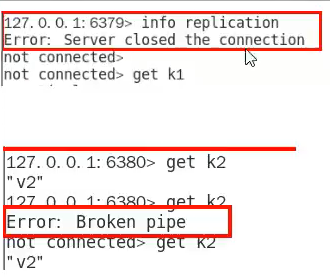 127.0.0.1:6379> info replication
Error: Server closed the connection
not connected>
not connected> get k1
127.0.0.1:6380> get k2
"v2"
127.0.0.1:6380> get k2
Error: Broken pipe
not connected> get k2
"v2"